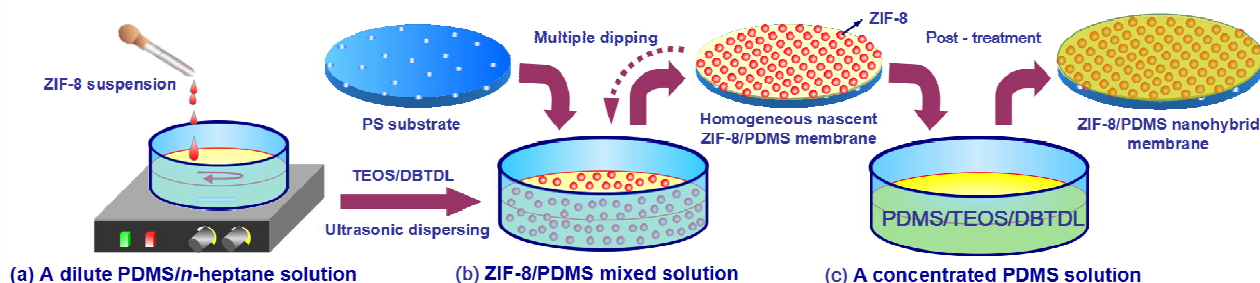 ZIF-8 suspension
(a) A dilute PDMS/n-heptane solution
TEOS/DBTDL
Ultrasonic dispersing
PS substrate
Multiple dipping
(b) ZIF-8/PDMS mixed solution
ZIF-8
Homogeneous nascent
ZIF-8/PDMS membrane
Post - treatment
PDMS/TEOS/DBTDL
(c) A concentrated PDMS solution
ZIF-8/PDMS nanohybrid
membrane